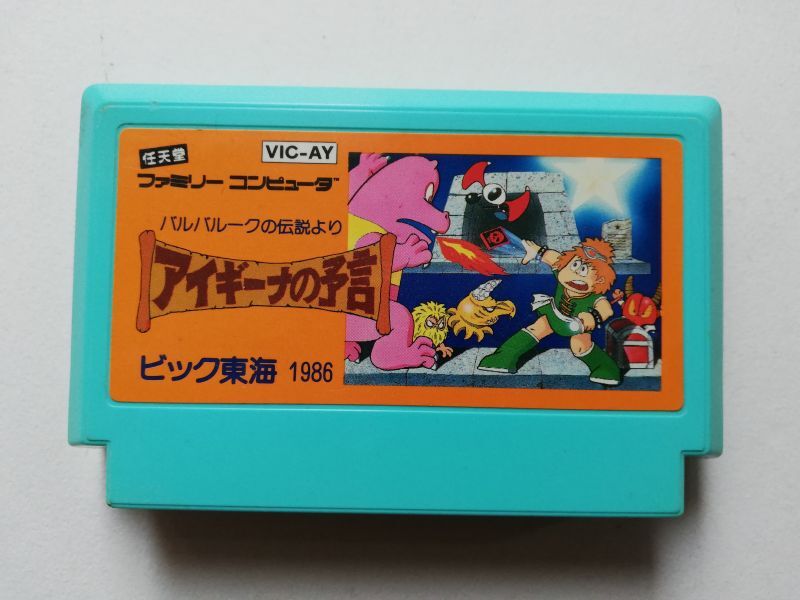 任天堂
VIC-AY
ファミリー コンピュータ™
バルバルークの伝説より
アイギーナの予言
ビック東海 1986